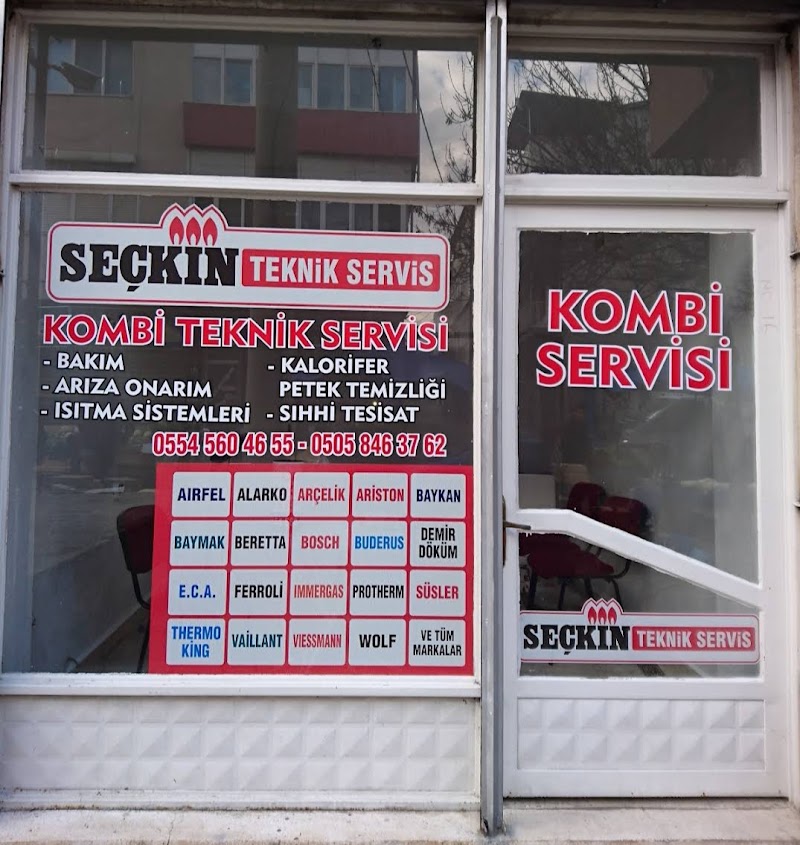 SEÇKİN TEKNİK SERVİS
KOMBİ TEKNİK SERVİSİ
- BAKIM
- ARIZA ONARIM
- ISITMA SİSTEMLERİ
- KALORİFER
PETEK TEMİZLİĞİ
- SIHHİ TESİSAT
0554 560 46 55 - 0505 846 37 62
AIRFEL ALARKO ARÇELİK ARISTON BAYKAN
BAYMAK BERETTA BOSCH BUDERUS DEMİR DÖKÜM
E.C.A. FERROLİ IMMERGAS PROTHERM SÜSLER
THERMO KİNG VAİLLANT VIESSMANN WOLF VE TÜM MARKALAR
KOMBİ
SERVİSİ
SEÇKİN TEKNİK SERVİS